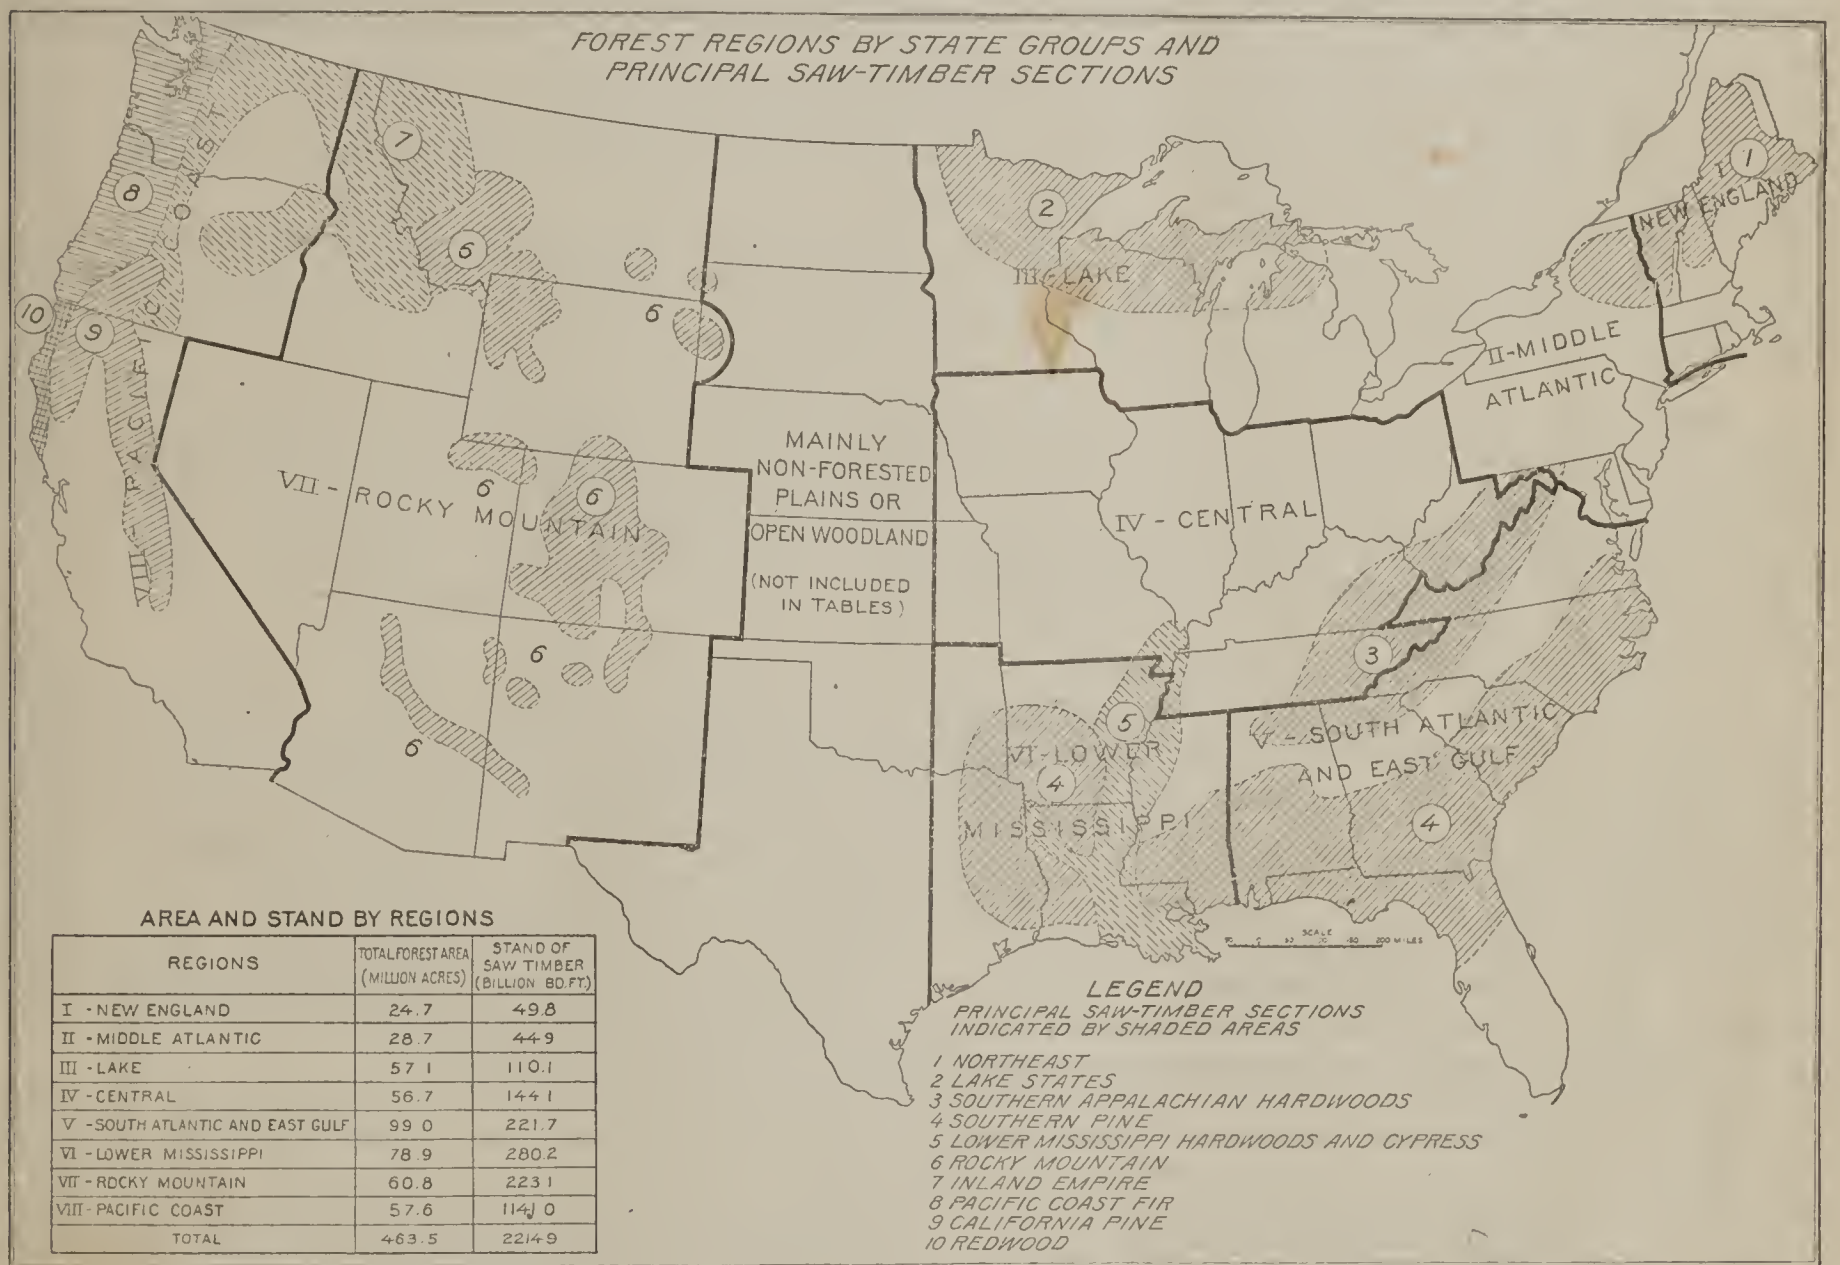 FOREST REGIONS BY STATE GROUPS AND
PRINCIPAL SAW-TIMBER SECTIONS
1
I
NEW ENGLAND
2
III-LAKE
II-MIDDLE
ATLANTIC
7
8
6
6
10
9
VIII - PACIFIC COAST
VII - ROCKY MOUNTAIN
6
6
MAINLY
NON-FORESTED
PLAINS OR
OPEN WOODLAND
(NOT INCLUDED
IN TABLES)
IV - CENTRAL
6
6
3
5
VI-LOWER
MISSISSIPPI
4
V - SOUTH ATLANTIC
AND EAST GULF
4
SCALE
200 MILES
AREA AND STAND BY REGIONS
REGIONS
TOTAL FOREST AREA
(MILLION ACRES)
STAND OF
SAW TIMBER
(BILLION BD.FT.)
I - NEW ENGLAND 24.7 49.8
II - MIDDLE ATLANTIC 28.7 449
III - LAKE 57 1 110.1
IV - CENTRAL 56.7 144 1
V - SOUTH ATLANTIC AND EAST GULF 99 0 221.7
VI - LOWER MISSISSIPPI 78.9 280.2
VII - ROCKY MOUNTAIN 60.8 223 1
VIII - PACIFIC COAST 57.6 1141 0
TOTAL 463.5 22149
LEGEND
PRINCIPAL SAW-TIMBER SECTIONS
INDICATED BY SHADED AREAS
1 NORTHEAST
2 LAKE STATES
3 SOUTHERN APPALACHIAN HARDWOODS
4 SOUTHERN PINE
5 LOWER MISSISSIPPI HARDWOODS AND CYPRESS
6 ROCKY MOUNTAIN
7 INLAND EMPIRE
8 PACIFIC COAST FIR
9 CALIFORNIA PINE
10 REDWOOD